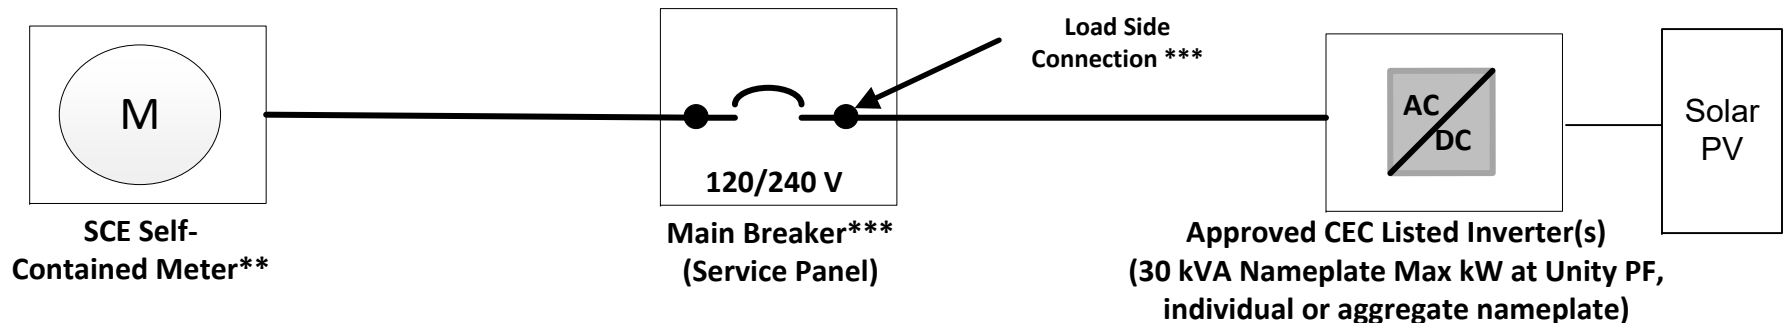 Load Side
Connection ***
M
AC
DC
Solar
PV
120/240 V
SCE Self-
Contained Meter**
Main Breaker***
(Service Panel)
Approved CEC Listed Inverter(s)
(30 kVA Nameplate Max kW at Unity PF,
individual or aggregate nameplate)